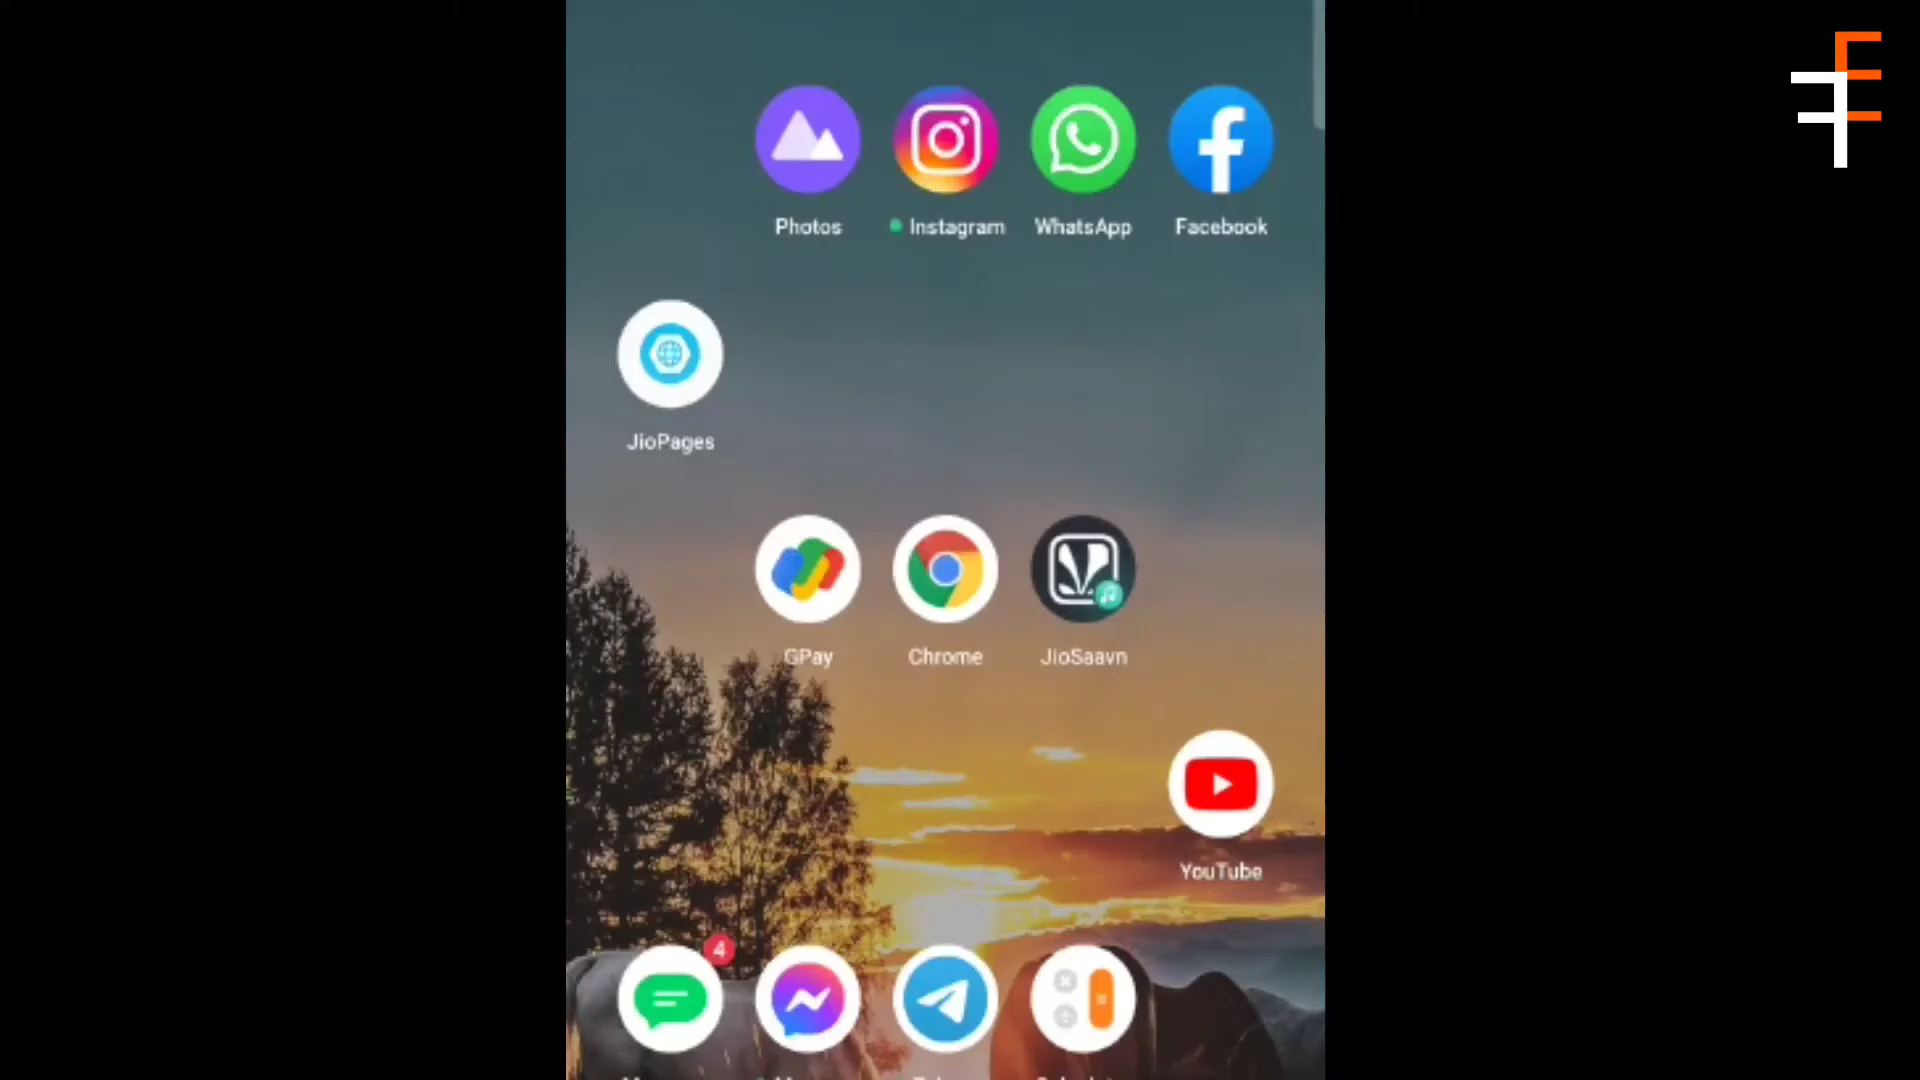 Photos
Instagram
WhatsApp
Facebook
JioPages
GPay
Chrome
JioSaavn
YouTube
4